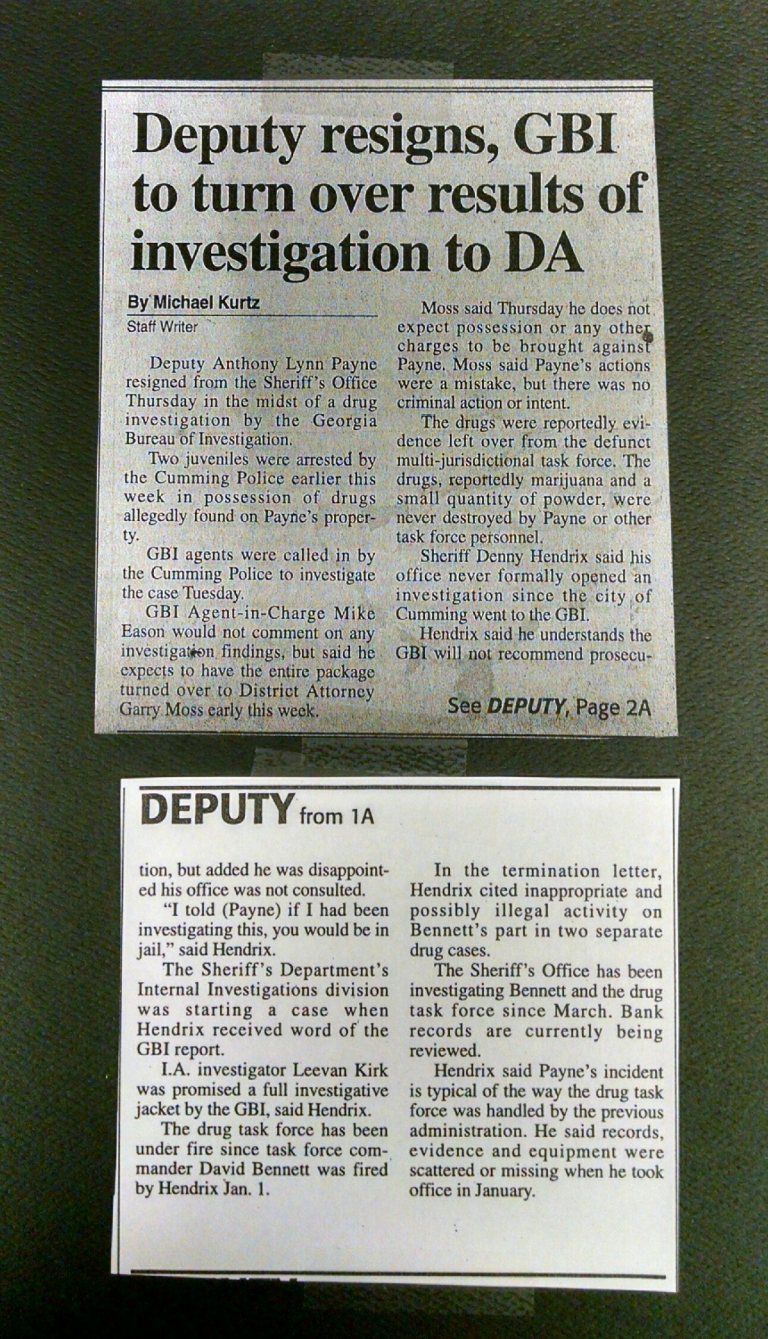 Deputy resigns, GBI
to turn over results of
investigation to DA
By Michael Kurtz
Staff Writer
Deputy Anthony Lynn Payne
resigned from the Sheriff's Office
Thursday in the midst of a drug
investigation by the Georgia
Bureau of Investigation.
Two juveniles were arrested by
the Cumming Police earlier this
week in possession of drugs
allegedly found on Payne's proper-
ty.
GBI agents were called in by
the Cumming Police to investigate
the case Tuesday.
GBI Agent-in-Charge Mike
Eason would not comment on any
investigation findings, but said he
expects to have the entire package
turned over to District Attorney
Garry Moss early this week.
Moss said Thursday he does not
expect possession or any other
charges to be brought against
Payne. Moss said Payne's actions
were a mistake, but there was no
criminal action or intent.
The drugs were reportedly evi-
dence left over from the defunct
multi-jurisdictional task force. The
drugs, reportedly marijuana and a
small quantity of powder, were
never destroyed by Payne or other
task force personnel.
Sheriff Denny Hendrix said his
office never formally opened an
investigation since the city of
Cumming went to the GBI.
Hendrix said he understands the
GBI will not recommend prosecu-
See DEPUTY, Page 2A
DEPUTY from 1A
tion, but added he was disappoint-
ed his office was not consulted.
"I told (Payne) if I had been
investigating this, you would be in
jail," said Hendrix.
The Sheriff's Department's
Internal Investigations division
was starting a case when
Hendrix received word of the
GBI report.
I.A. investigator Leevan Kirk
was promised a full investigative
jacket by the GBI, said Hendrix.
The drug task force has been
under fire since task force com-
mander David Bennett was fired
by Hendrix Jan. 1.
In the termination letter,
Hendrix cited inappropriate and
possibly illegal activity on
Bennett's part in two separate
drug cases.
The Sheriff's Office has been
investigating Bennett and the drug
task force since March. Bank
records are currently being
reviewed.
Hendrix said Payne's incident
is typical of the way the drug task
force was handled by the previous
administration. He said records,
evidence and equipment were
scattered or missing when he took
office in January.